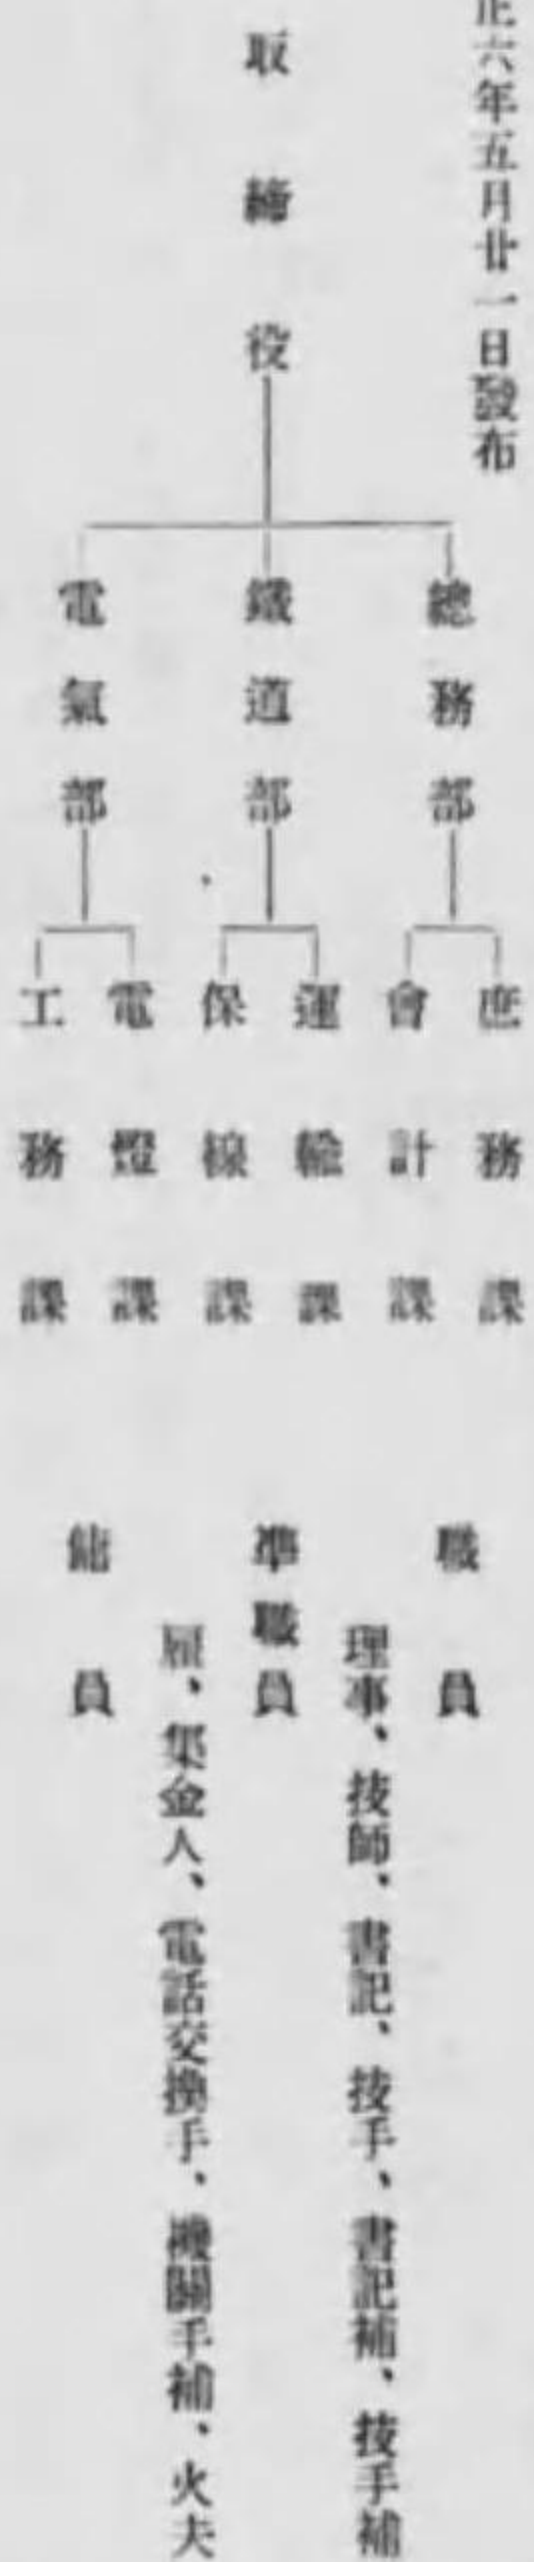 正六年五月廿一日發布
取締役
總務部
鐵道部
電氣部
庶務課
會計課
運輸課
保線課
電燈課
工務課
職員
理事、技師、書記、技手、書記補、技手補
準職員
雇、集金人、電話交換手、機關手補、火夫
傭員